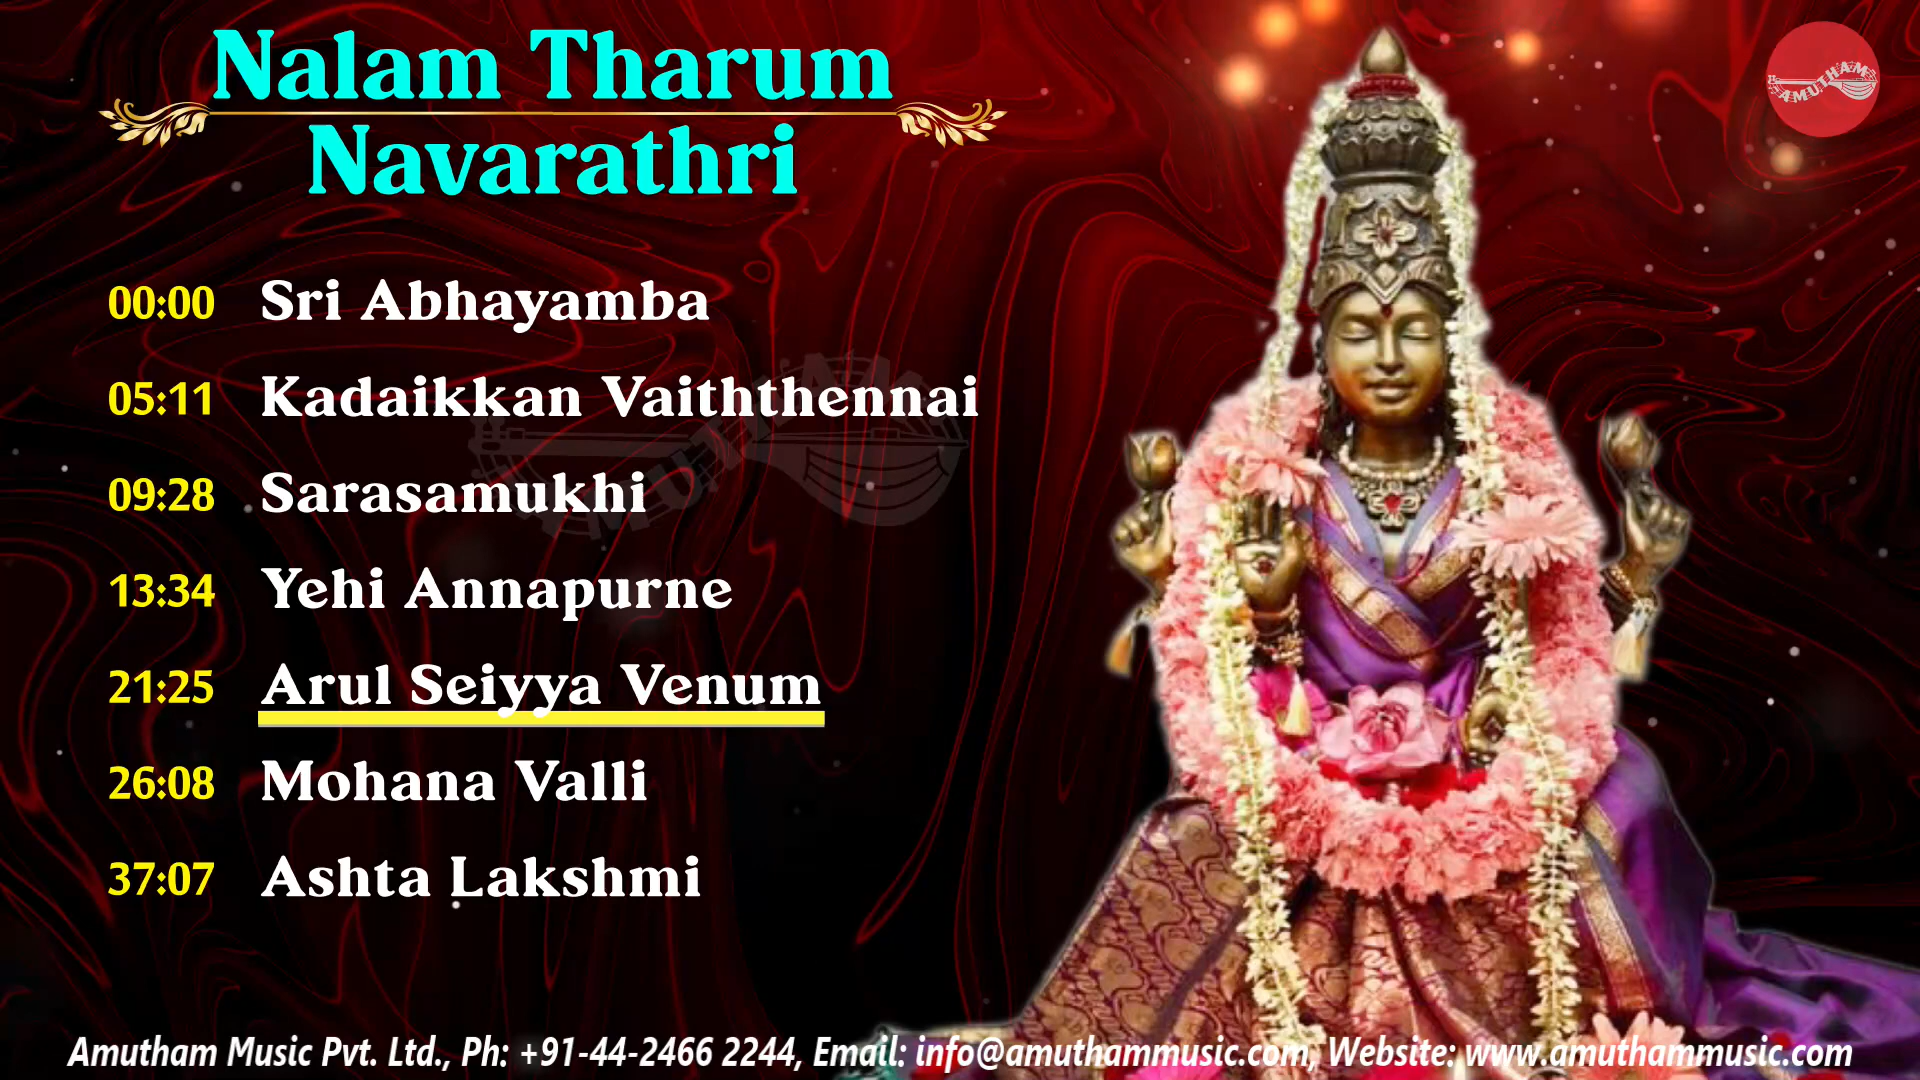 Nalam Tharum
Navarathri
AMUTHAM
00:00 Sri Abhayamba
05:11 Kadaikkan Vaiththennai
09:28 Sarasamukhi
13:34 Yehi Annapurne
21:25 Arul Seiyya Venum
26:08 Mohana Valli
37:07 Ashta Lakshmi
AMUTHAM
Amutham Music Pvt. Ltd., Ph: +91-44-2466 2244, Email: info@amuthammusic.com, Website: www.amuthammusic.com